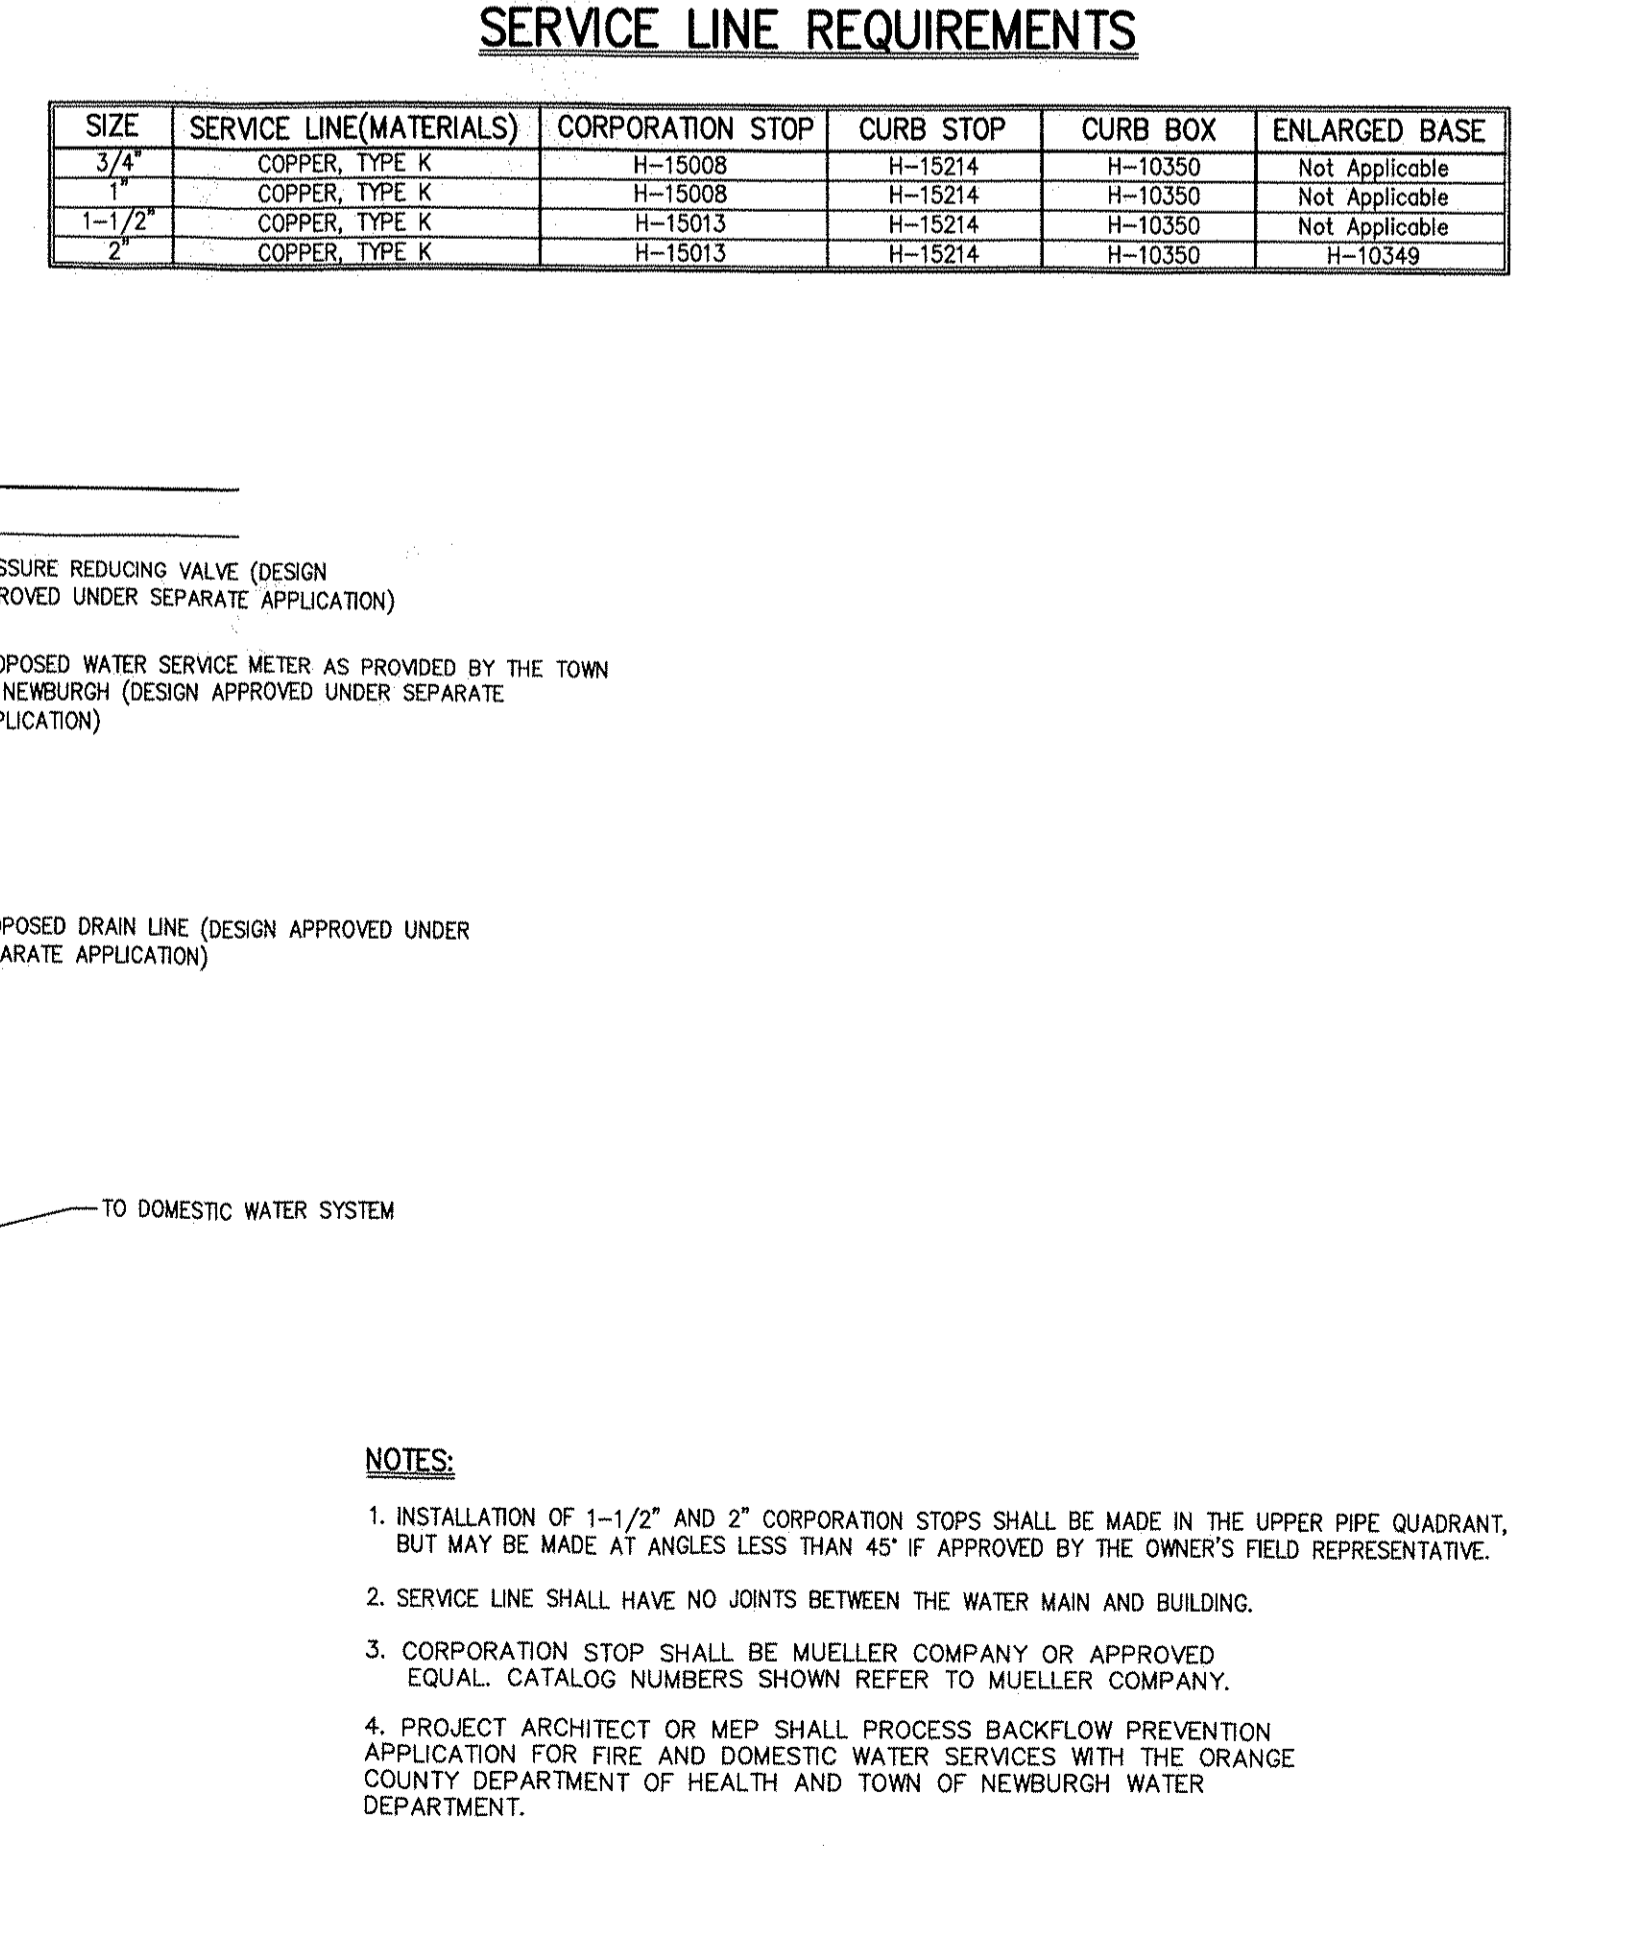 SERVICE LINE REQUIREMENTS
SIZE SERVICE LINE(MATERIALS) CORPORATION STOP CURB STOP CURB BOX ENLARGED BASE
3/4" COPPER, TYPE K H-15008 H-15214 H-10350 Not Applicable
1" COPPER, TYPE K H-15008 H-15214 H-10350 Not Applicable
1-1/2" COPPER, TYPE K H-15013 H-15214 H-10350 Not Applicable
2" COPPER, TYPE K H-15013 H-15214 H-10350 H-10349
SSURE REDUCING VALVE (DESIGN
ROVED UNDER SEPARATE APPLICATION)
OPOSED WATER SERVICE METER AS PROVIDED BY THE TOWN
NEWBURGH (DESIGN APPROVED UNDER SEPARATE
PLICATION)
POSED DRAIN LINE (DESIGN APPROVED UNDER
ARATE APPLICATION)
TO DOMESTIC WATER SYSTEM
NOTES:
1. INSTALLATION OF 1-1/2" AND 2" CORPORATION STOPS SHALL BE MADE IN THE UPPER PIPE QUADRANT,
BUT MAY BE MADE AT ANGLES LESS THAN 45° IF APPROVED BY THE OWNER'S FIELD REPRESENTATIVE.
2. SERVICE LINE SHALL HAVE NO JOINTS BETWEEN THE WATER MAIN AND BUILDING.
3. CORPORATION STOP SHALL BE MUELLER COMPANY OR APPROVED
EQUAL. CATALOG NUMBERS SHOWN REFER TO MUELLER COMPANY.
4. PROJECT ARCHITECT OR MEP SHALL PROCESS BACKFLOW PREVENTION
APPLICATION FOR FIRE AND DOMESTIC WATER SERVICES WITH THE ORANGE
COUNTY DEPARTMENT OF HEALTH AND TOWN OF NEWBURGH WATER
DEPARTMENT.